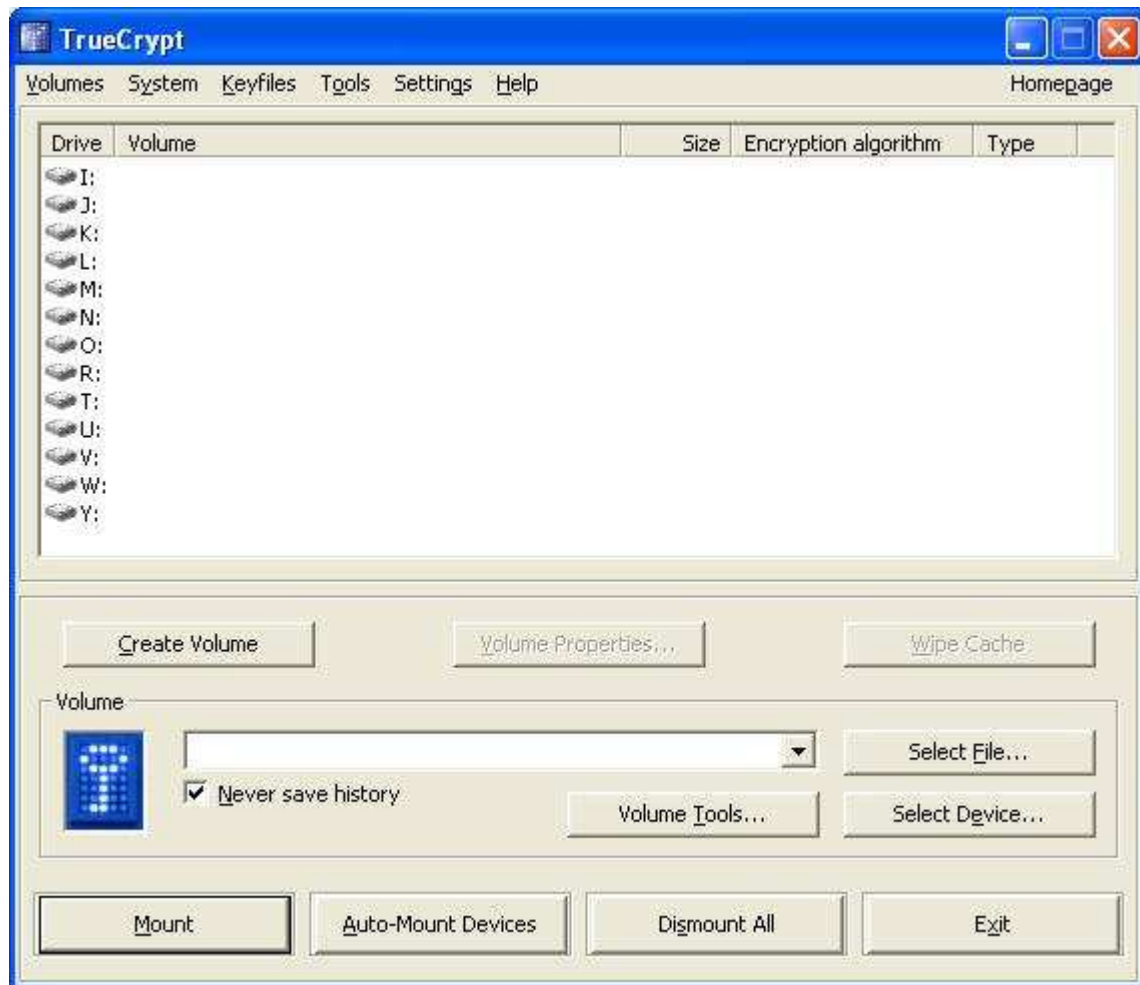 TrueCrypt
Volumes System Keyfiles Tools Settings Help Homepage
Drive Volume Size Encryption algorithm Type
I:
J:
K:
L:
M:
N:
O:
R:
T:
U:
V:
W:
Y:
Create Volume Volume Properties... Wipe Cache
Volume
Select File...
Never save history
Volume Tools... Select Device...
Mount Auto-Mount Devices Dismount All Exit